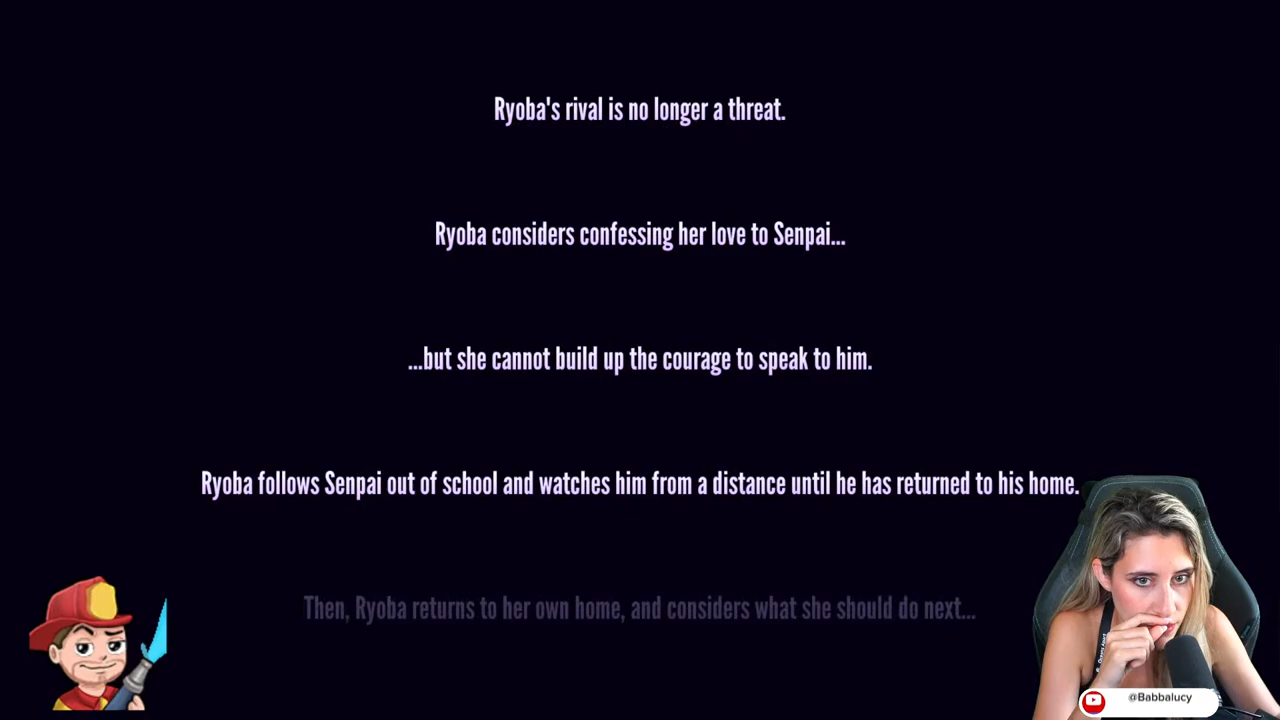 Ryoba's rival is no longer a threat.
Ryoba considers confessing her love to Senpai...
...but she cannot build up the courage to speak to him.
Ryoba follows Senpai out of school and watches him from a distance until he has returned to his home.
Then, Ryoba returns to her own home, and considers what she should do next...
@Babbalucy